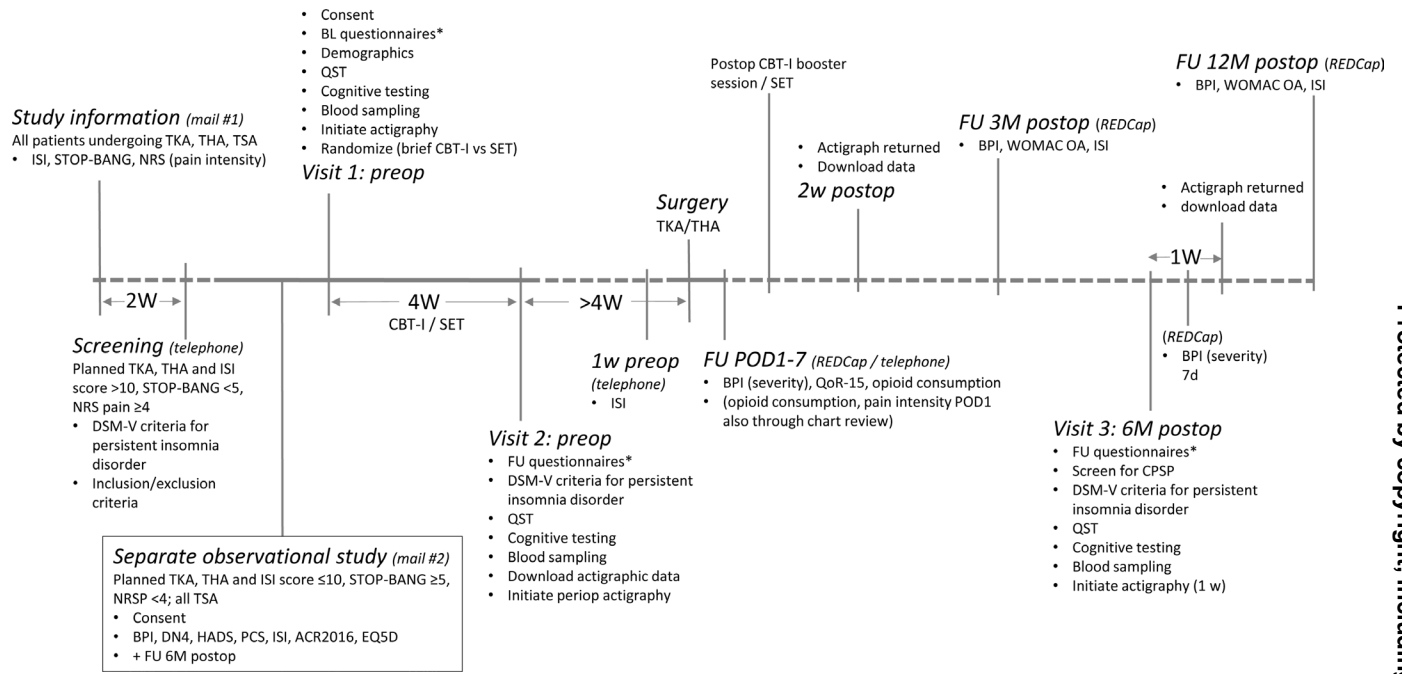 • Consent
• BL questionnaires*
• Demographics
• QST
• Cognitive testing
• Blood sampling
• Initiate actigraphy
• Randomize (brief CBT-I vs SET)
Visit 1: preop
Study information (mail #1)
All patients undergoing TKA, THA, TSA
• ISI, STOP-BANG, NRS (pain intensity)
Surgery
TKA/THA
Postop CBT-I booster
session / SET
• Actigraph returned
• Download data
2w postop
FU 3M postop (REDCap)
• BPI, WOMAC OA, ISI
FU 12M postop (REDCap)
• BPI, WOMAC OA, ISI
• Actigraph returned
• download data
1W
2W
4W
CBT-I / SET
>4W
Screening (telephone)
Planned TKA, THA and ISI
score >10, STOP-BANG <5,
NRS pain ≥4
• DSM-V criteria for
persistent insomnia
disorder
• Inclusion/exclusion
criteria
Separate observational study (mail #2)
Planned TKA, THA and ISI score ≤10, STOP-BANG ≥5,
NRSP <4; all TSA
• Consent
• BPI, DN4, HADS, PCS, ISI, ACR2016, EQ5D
• + FU 6M postop
Visit 2: preop
• FU questionnaires*
• DSM-V criteria for persistent
insomnia disorder
• QST
• Cognitive testing
• Blood sampling
• Download actigraphic data
• Initiate periop actigraphy
1w preop
(telephone)
• ISI
FU POD1-7 (REDCap / telephone)
• BPI (severity), QoR-15, opioid consumption
• (opioid consumption, pain intensity POD1
also through chart review)
(REDCap)
• BPI (severity)
7d
Visit 3: 6M postop
• FU questionnaires*
• Screen for CPSP
• DSM-V criteria for persistent
insomnia disorder
• QST
• Cognitive testing
• Blood sampling
• Initiate actigraphy (1 w)
by copyright,